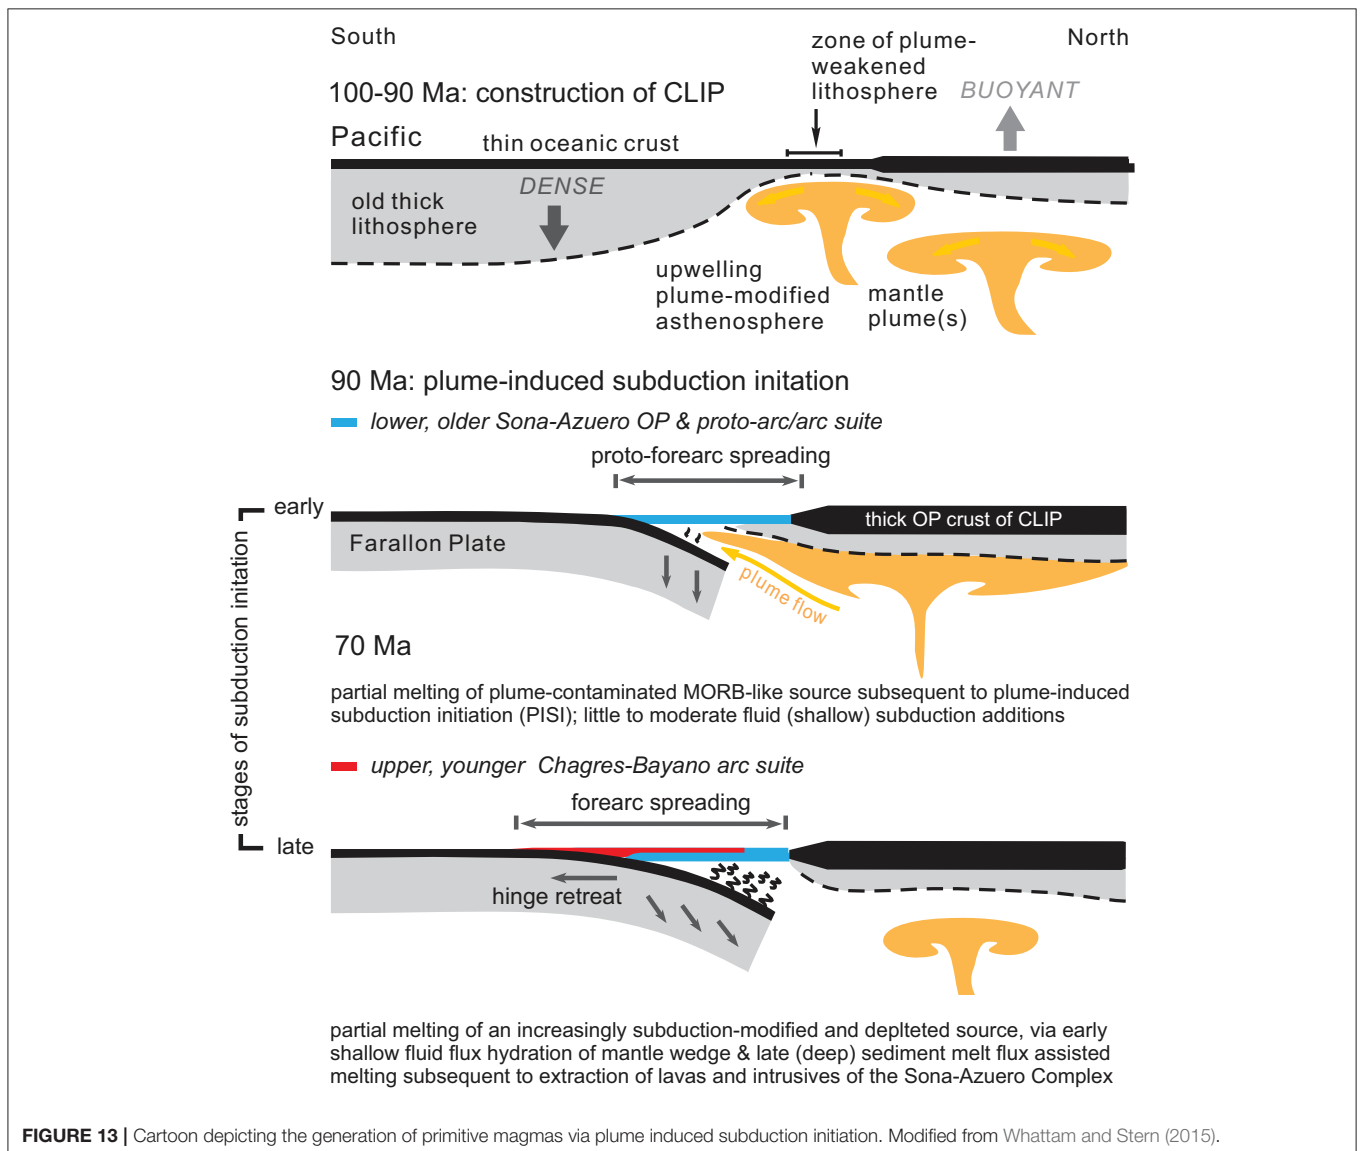 South
North
zone of plume-
weakened
lithosphere
BUOYANT
100-90 Ma: construction of CLIP
Pacific
thin oceanic crust
DENSE
old thick
lithosphere
upwelling
plume-modified
asthenosphere
mantle
plume(s)
90 Ma: plume-induced subduction initation
lower, older Sona-Azuero OP & proto-arc/arc suite
proto-forearc spreading
early
thick OP crust of CLIP
Farallon Plate
plume flow
stages of subduction initation
70 Ma
partial melting of plume-contaminated MORB-like source subsequent to plume-induced
subduction initiation (PISI); little to moderate fluid (shallow) subduction additions
upper, younger Chagres-Bayano arc suite
forearc spreading
late
hinge retreat
partial melting of an increasingly subduction-modified and deplteted source, via early
shallow fluid flux hydration of mantle wedge & late (deep) sediment melt flux assisted
melting subsequent to extraction of lavas and intrusives of the Sona-Azuero Complex
FIGURE 13 | Cartoon depicting the generation of primitive magmas via plume induced subduction initiation. Modified from Whattam and Stern (2015).